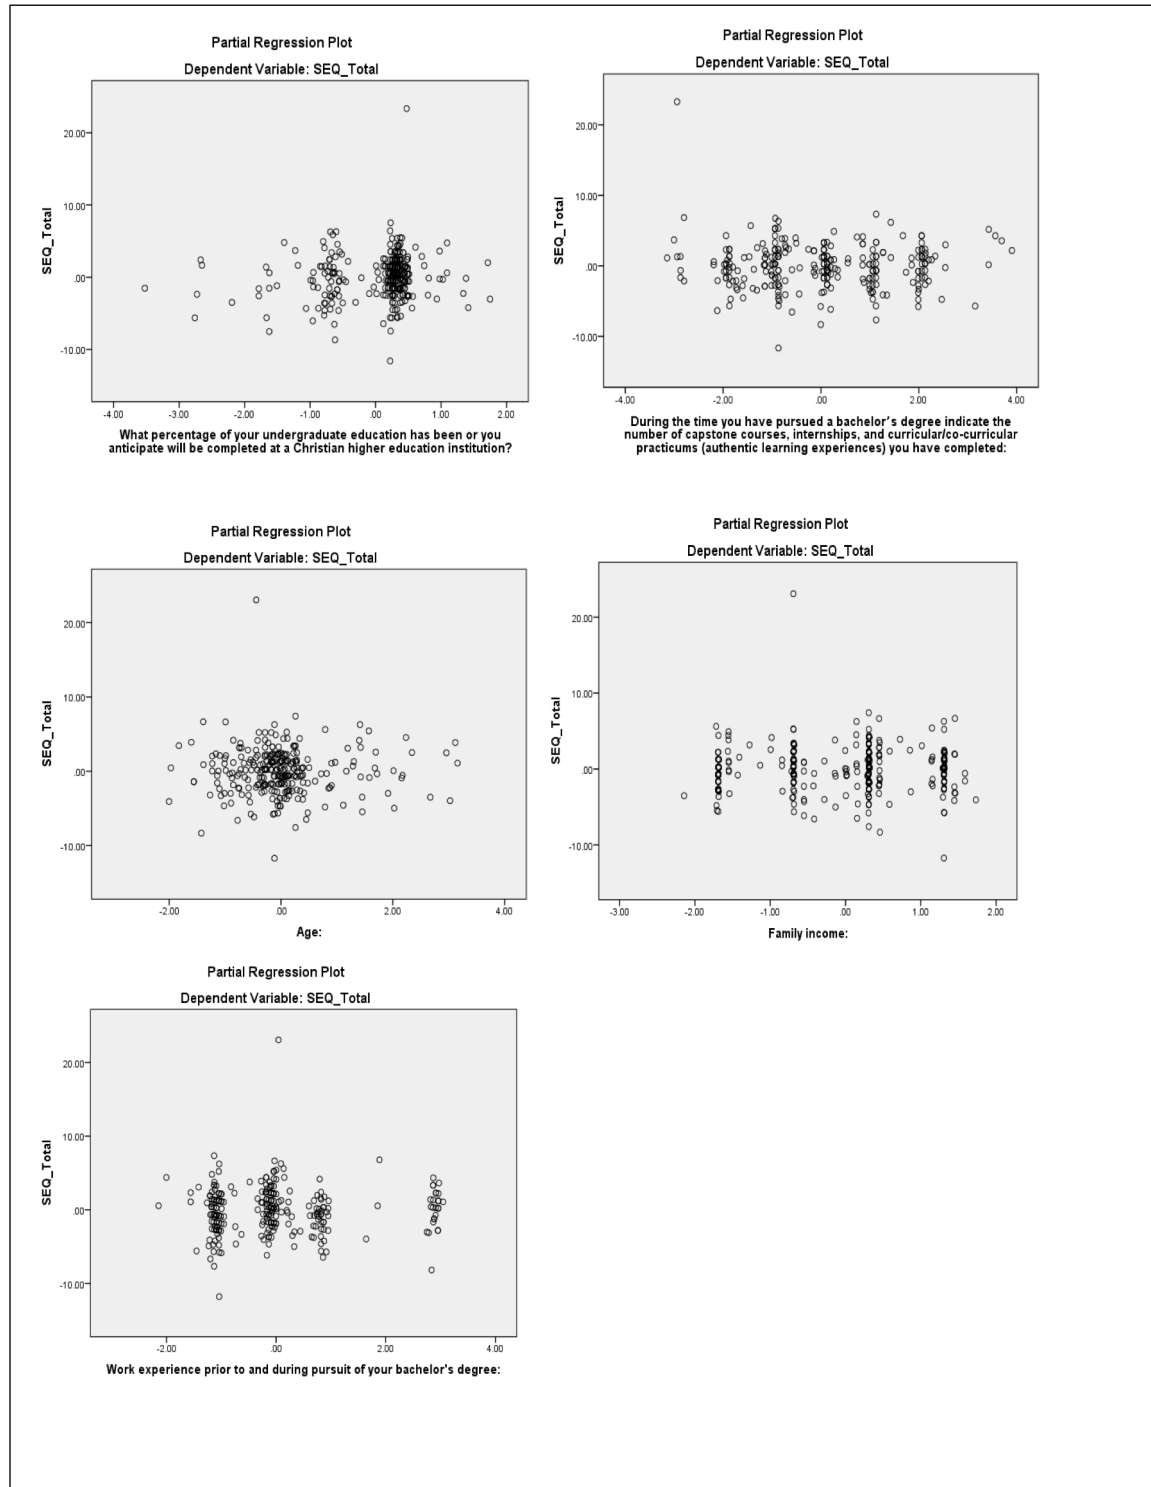 Partial Regression Plot
Dependent Variable: SEQ_Total
SEQ_Total
20.00
10.00
.00
-10.00
-4.00 -3.00 -2.00 -1.00 .00 1.00 2.00
What percentage of your undergraduate education has been or you
anticipate will be completed at a Christian higher education institution?
Partial Regression Plot
Dependent Variable: SEQ_Total
SEQ_Total
20.00
10.00
.00
-10.00
-4.00 -2.00 .00 2.00 4.00
During the time you have pursued a bachelor's degree indicate the
number of capstone courses, internships, and curricular/co-curricular
practicums (authentic learning experiences) you have completed:
Partial Regression Plot
Dependent Variable: SEQ_Total
SEQ_Total
20.00
10.00
.00
-10.00
-2.00 .00 2.00 4.00
Age:
Partial Regression Plot
Dependent Variable: SEQ_Total
SEQ_Total
20.00
10.00
.00
-10.00
-3.00 -2.00 -1.00 .00 1.00 2.00
Family income:
Partial Regression Plot
Dependent Variable: SEQ_Total
SEQ_Total
20.00
10.00
.00
-10.00
-2.00 .00 2.00 4.00
Work experience prior to and during pursuit of your bachelor's degree: